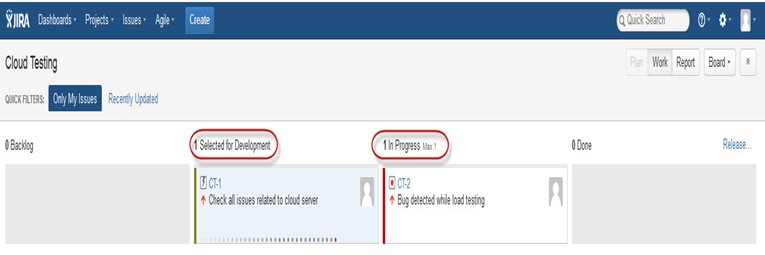 JIRA Dashboards Projects Issues Agile Create Quick Search
Cloud Testing Plan Work Report Board
QUICK FILTERS: Only My Issues Recently Updated
0 Backlog 1 Selected for Development 1 In Progress Max 1 0 Done Release...
CT-1 CT-2
Check all issues related to cloud server Bug detected while load testing